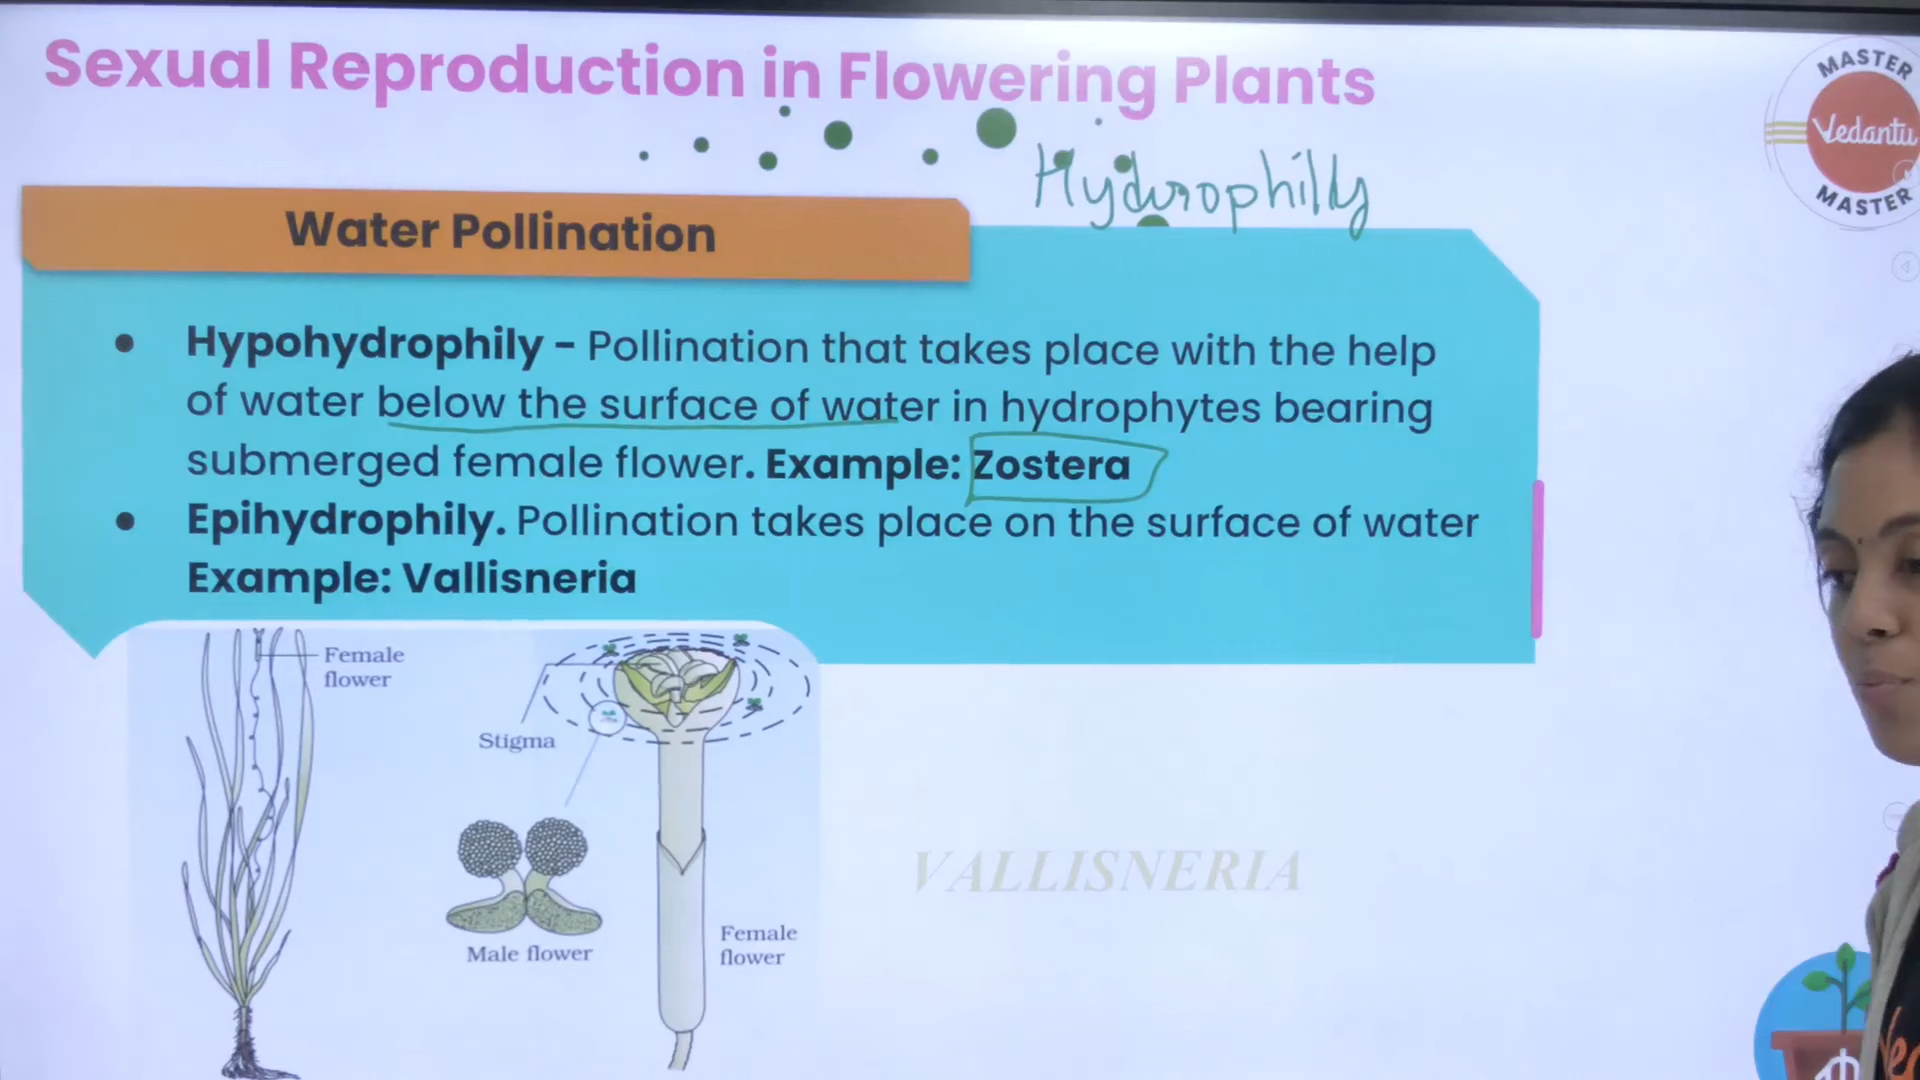 Sexual Reproduction in Flowering Plants
MASTER
Vedantu
MASTER
Hydrophilly
Water Pollination
• Hypohydrophily - Pollination that takes place with the help
of water below the surface of water in hydrophytes bearing
submerged female flower. Example: Zostera
• Epihydrophily. Pollination takes place on the surface of water
Example: Vallisneria
Female
flower
Stigma
Male flower
Female
flower
VALLISNERIA